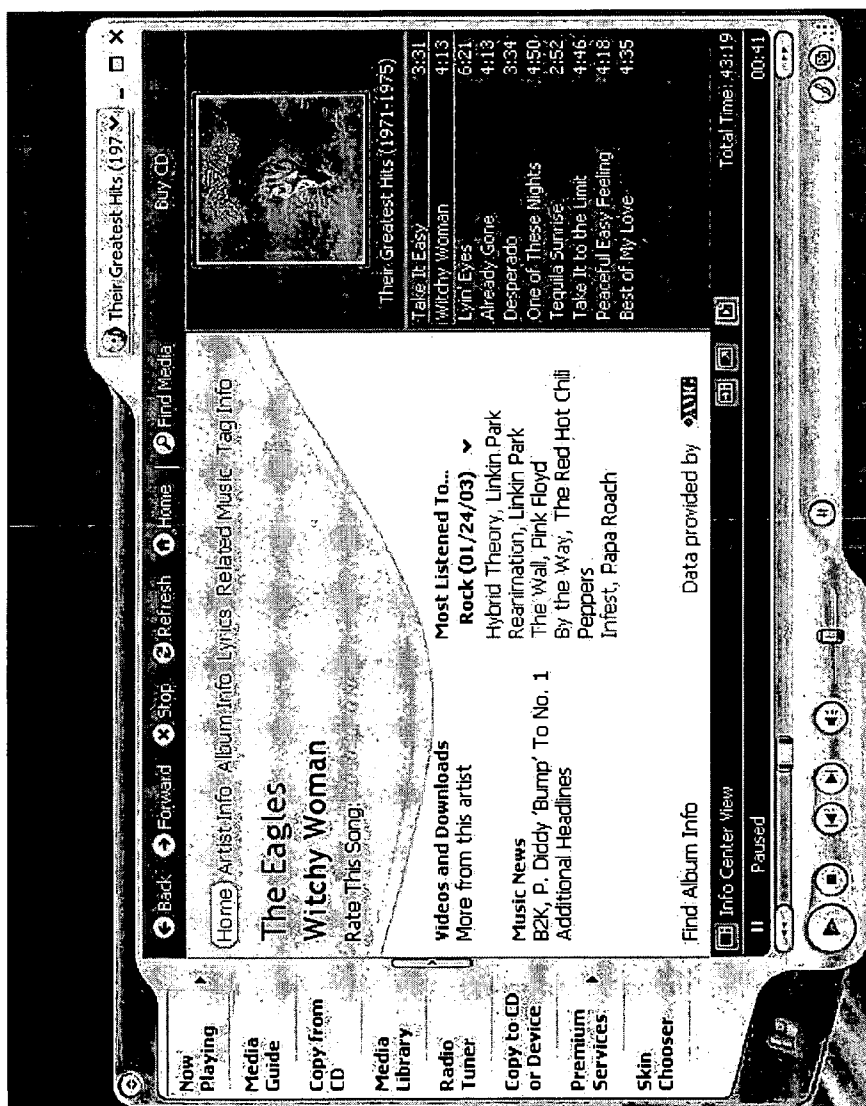 Their Greatest Hits (197
Back Forward Stop Refresh Home Find Media Buy CD
Home Artist Info Album Info Lyrics Related Music Tag Info
The Eagles
Witchy Woman
Rate This Song:
Videos and Downloads
More from this artist
Music News
B2K, P. Diddy 'Bump' To No. 1
Additional Headlines
Most Listened To...
Rock (01/24/03)
Hybrid Theory, Linkin Park
Reanimation, Linkin Park
The Wall, Pink Floyd
By the Way, The Red Hot Chili
Peppers
Infest, Papa Roach
Find Album Info
Data provided by AMG
Their Greatest Hits (1971-1975)
Take It Easy 3:31
Witchy Woman 4:13
Lyin' Eyes 6:21
Already Gone 4:13
Desperado 3:34
One of These Nights 4:50
Tequila Sunrise 2:52
Take It to the Limit 4:46
Peaceful Easy Feeling 4:18
Best of My Love 4:35
Info Center View
Total Time: 43:19
Paused
00:41
Now
Playing
Media
Guide
Copy from
CD
Media
Library
Radio
Tuner
Copy to CD
or Device
Premium
Services
Skin
Chooser